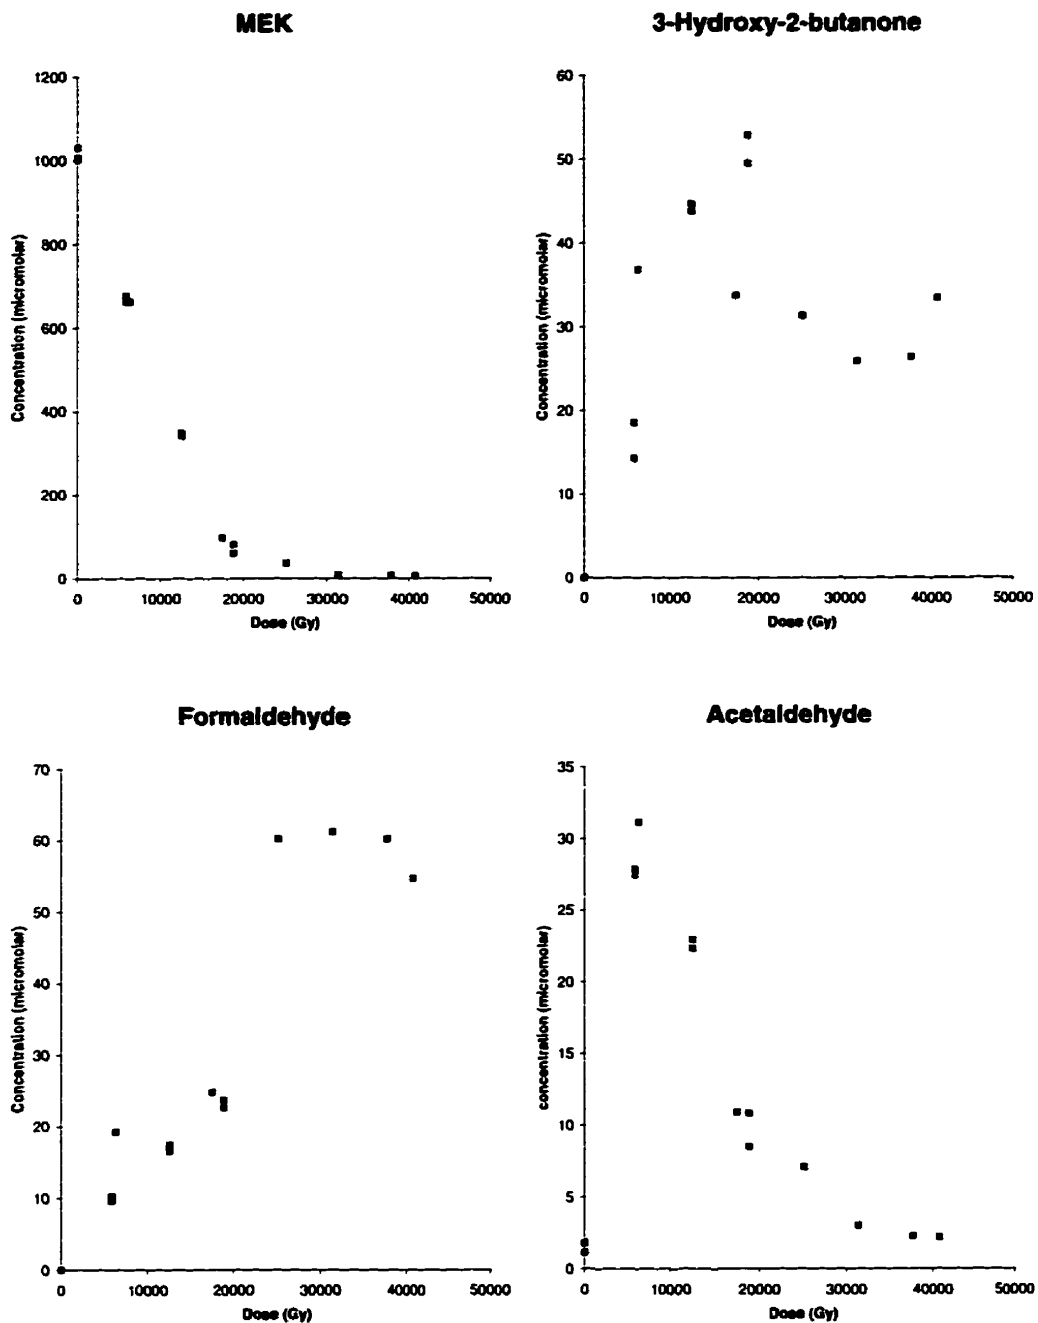 MEK
3-Hydroxy-2-butanone
1200
1000
800
600
400
200
0
Concentration (micromolar)
0 10000 20000 30000 40000 50000
Dose (Gy)
60
50
40
30
20
10
0
Concentration (micromolar)
0 10000 20000 30000 40000 50000
Dose (Gy)
Formaldehyde
Acetaldehyde
70
60
50
40
30
20
10
0
Concentration (micromolar)
0 10000 20000 30000 40000 50000
Dose (Gy)
35
30
25
20
15
10
5
0
concentration (micromolar)
0 10000 20000 30000 40000 50000
Dose (Gy)